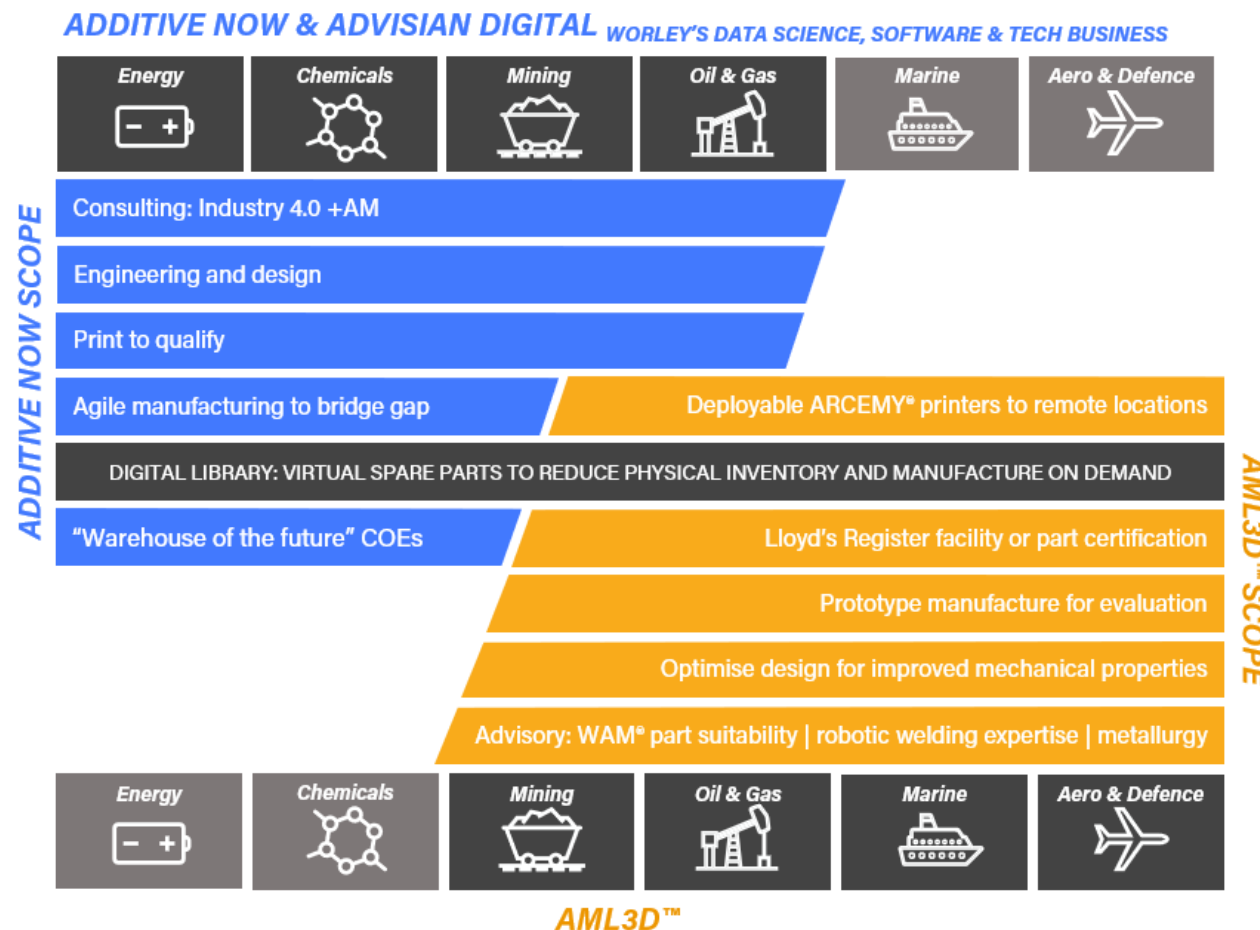 ADDITIVE NOW & ADVISIAN DIGITAL WORLEY'S DATA SCIENCE, SOFTWARE & TECH BUSINESS
Energy
Chemicals
Mining
Oil & Gas
Marine
Aero & Defence
ADDITIVE NOW SCOPE
Consulting: Industry 4.0 +AM
Engineering and design
Print to qualify
Agile manufacturing to bridge gap
Deployable ARCEMY® printers to remote locations
DIGITAL LIBRARY: VIRTUAL SPARE PARTS TO REDUCE PHYSICAL INVENTORY AND MANUFACTURE ON DEMAND
"Warehouse of the future" COEs
Lloyd's Register facility or part certification
Prototype manufacture for evaluation
Optimise design for improved mechanical properties
Advisory: WAM® part suitability | robotic welding expertise | metallurgy
AML3D™ SCOPE
Energy
Chemicals
Mining
Oil & Gas
Marine
Aero & Defence
AML3D™